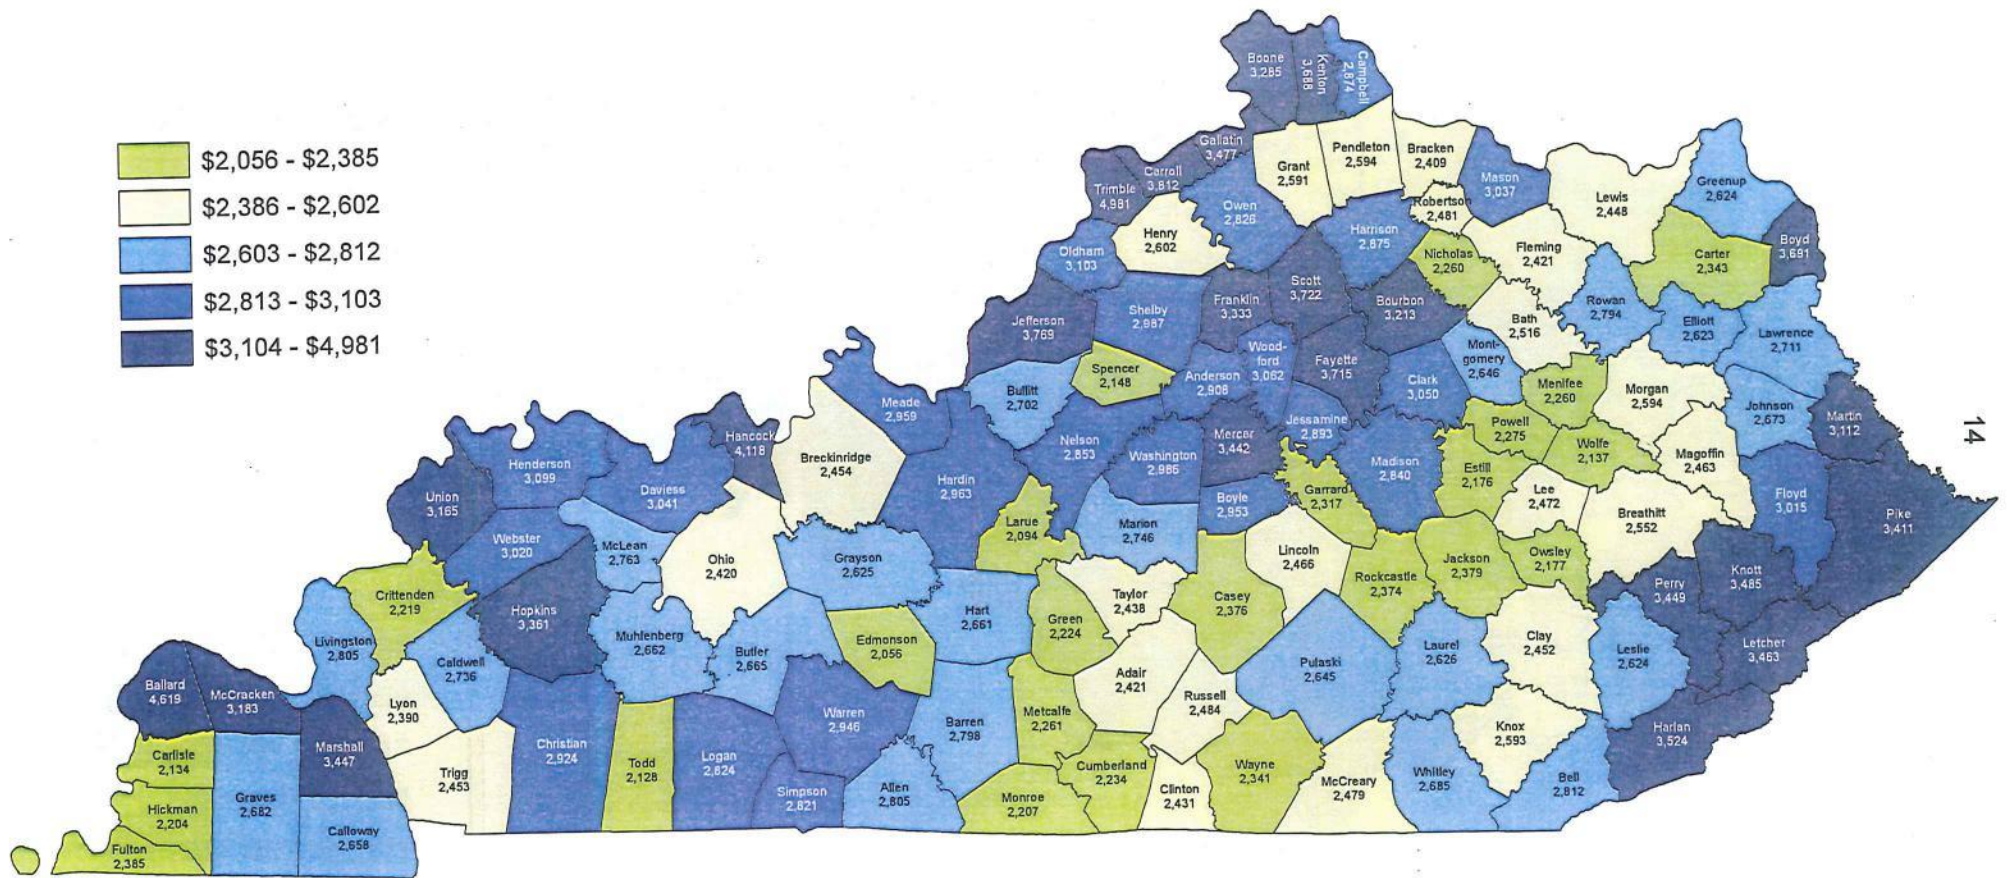 $2,056 - $2,385
$2,386 - $2,602
$2,603 - $2,812
$2,813 - $3,103
$3,104 - $4,981
Boone
3,285
Kenton
3,688
Campbell
2,874
Gallatin
3,477
Carroll
3,812
Trimble
4,981
Grant
2,591
Pendleton
2,594
Bracken
2,409
Mason
3,037
Robertson
2,481
Lewis
2,448
Greenup
2,624
Owen
2,826
Henry
2,602
Oldham
3,103
Harrison
2,875
Nicholas
2,260
Fleming
2,421
Carter
2,343
Boyd
3,691
Jefferson
3,769
Shelby
2,987
Franklin
3,333
Scott
3,722
Bourbon
3,213
Bath
2,516
Rowan
2,794
Elliott
2,623
Lawrence
2,711
Spencer
2,148
Bullitt
2,702
Anderson
2,908
Wood-
ford
3,062
Fayette
3,715
Clark
3,050
Mont-
gomery
2,646
Menifee
2,260
Morgan
2,594
Johnson
2,673
Martin
3,112
14
Meade
2,959
Hancock
4,118
Breckinridge
2,454
Nelson
2,853
Washington
2,985
Mercer
3,442
Jessamine
2,893
Madison
2,840
Powell
2,275
Wolfe
2,137
Magoffin
2,463
Estill
2,176
Union
3,165
Henderson
3,099
Daviess
3,041
Hardin
2,963
Boyle
2,953
Garrard
2,317
Lee
2,472
Breathitt
2,552
Floyd
3,015
Pike
3,411
Webster
3,020
McLean
2,763
Ohio
2,420
Grayson
2,625
Larue
2,094
Marion
2,746
Lincoln
2,466
Rockcastle
2,374
Jackson
2,379
Owsley
2,177
Perry
3,449
Knott
3,485
Crittenden
2,219
Hopkins
3,361
Hart
2,661
Green
2,224
Taylor
2,438
Casey
2,376
Livingston
2,805
Caldwell
2,736
Muhlenberg
2,662
Butler
2,665
Edmonson
2,056
Adair
2,421
Pulaski
2,645
Laurel
2,626
Clay
2,452
Leslie
2,624
Letcher
3,463
Ballard
4,619
McCracken
3,183
Lyon
2,390
Warren
2,946
Barren
2,798
Metcalfe
2,261
Russell
2,484
Knox
2,593
Harlan
3,524
Carlisle
2,134
Marshall
3,447
Christian
2,924
Todd
2,128
Logan
2,824
Simpson
2,821
Allen
2,805
Cumberland
2,234
Wayne
2,341
McCreary
2,479
Whitley
2,685
Bell
2,812
Hickman
2,204
Graves
2,682
Trigg
2,453
Monroe
2,207
Clinton
2,431
Fulton
2,385
Calloway
2,658